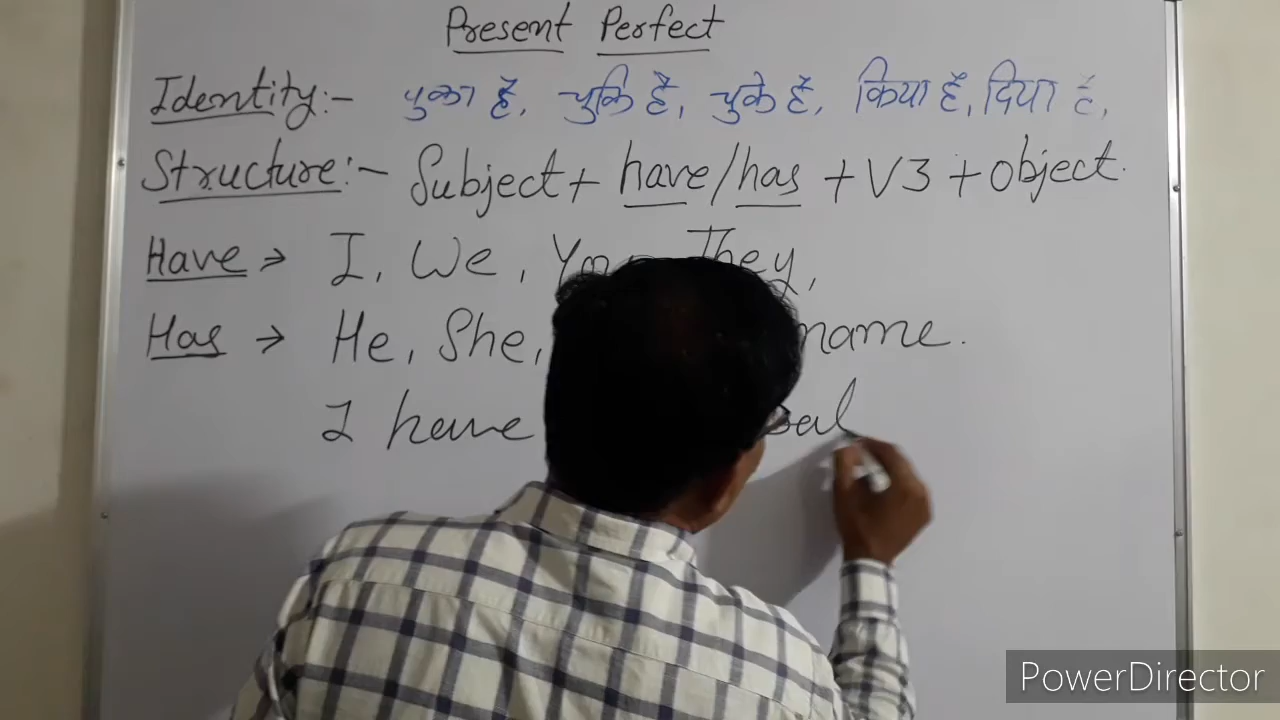 Present Perfect
Identity:- चुका है, चुकि है, चुके है, किया है, दिया है,
Structure:- Subject + have/has + V3 + object.
Have → I, We, You, They,
Has → He, She, name.
I have
PowerDirector